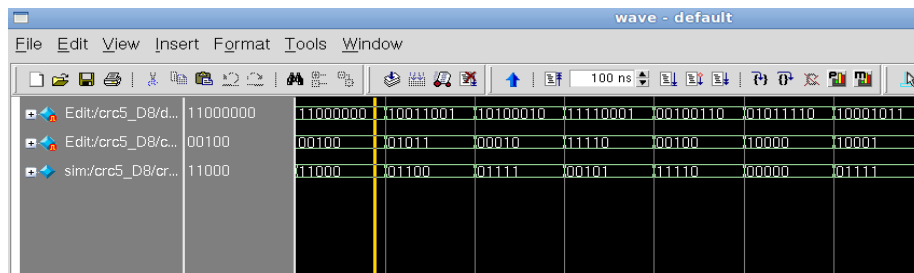 wave - default
File Edit View Insert Format Tools Window
100 ns
Edit:/crc5_D8/d... 11000000 11000000 10011001 10100010 11110001 00100110 01011110 10001011
Edit:/crc5_D8/c... 00100 00100 01011 00010 11110 00100 10000 10001
sim:/crc5_D8/cr... 11000 11000 01100 01111 00101 11110 00000 01111